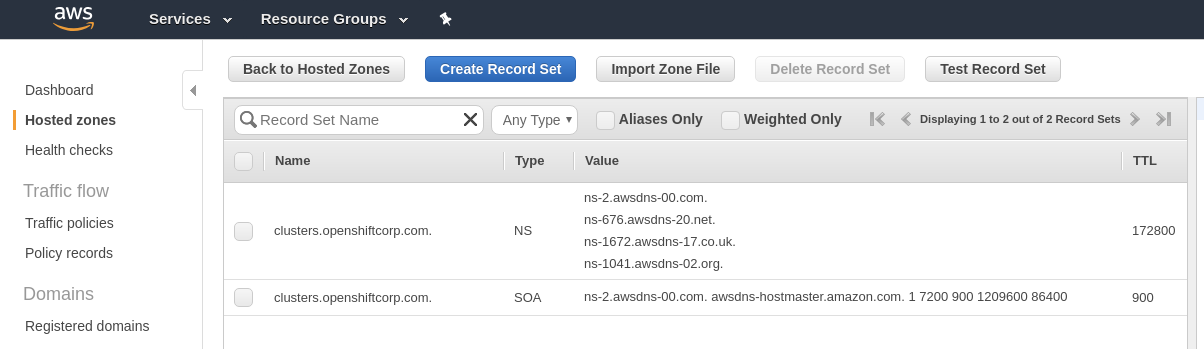 aws Services Resource Groups
Back to Hosted Zones Create Record Set Import Zone File Delete Record Set Test Record Set
Dashboard
Hosted zones
Health checks
Traffic flow
Traffic policies
Policy records
Domains
Registered domains
Record Set Name Any Type Aliases Only Weighted Only Displaying 1 to 2 out of 2 Record Sets
Name Type Value TTL
clusters.openshiftcorp.com. NS
ns-2.awsdns-00.com.
ns-676.awsdns-20.net.
ns-1672.awsdns-17.co.uk.
ns-1041.awsdns-02.org.
172800
clusters.openshiftcorp.com. SOA ns-2.awsdns-00.com. awsdns-hostmaster.amazon.com. 1 7200 900 1209600 86400 900